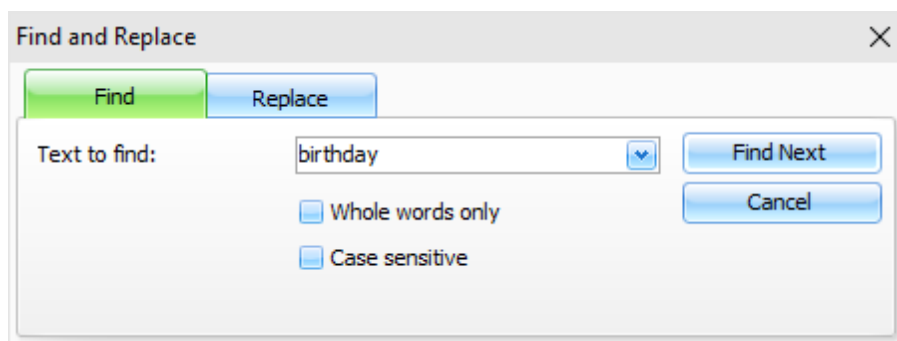 Find and Replace
Find Replace
Text to find: birthday Find Next
Whole words only Cancel
Case sensitive